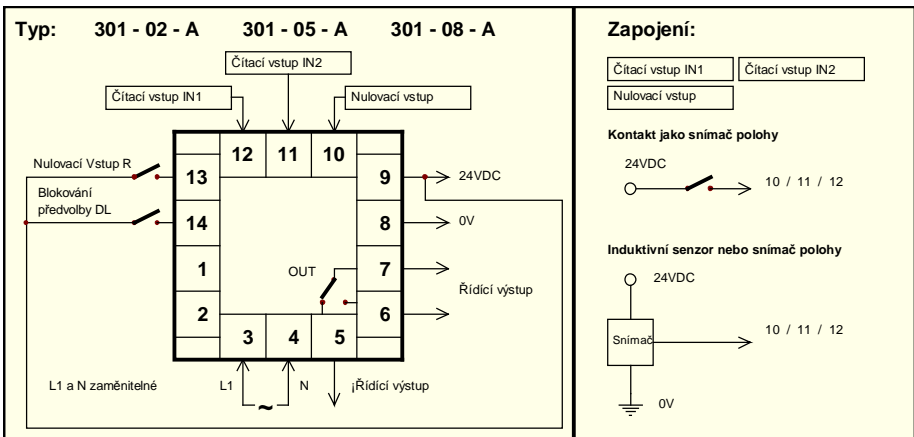 Typ: 301 - 02 - A 301 - 05 - A 301 - 08 - A
Čítací vstup IN2
Čítací vstup IN1
Nulovací vstup
12 11 10
Nulovací Vstup R
13
9
24VDC
Blokování
předvolby DL
14
8
0V
1
OUT
7
Řídící výstup
2
6
3 4 5
L1 a N zaměnitelné
L1
~
N
¡Řídící výstup
Zapojení:
Čítací vstup IN1 Čítací vstup IN2
Nulovací vstup
Kontakt jako snímač polohy
24VDC
10 / 11 / 12
Induktivní senzor nebo snímač polohy
24VDC
Snímač
10 / 11 / 12
0V